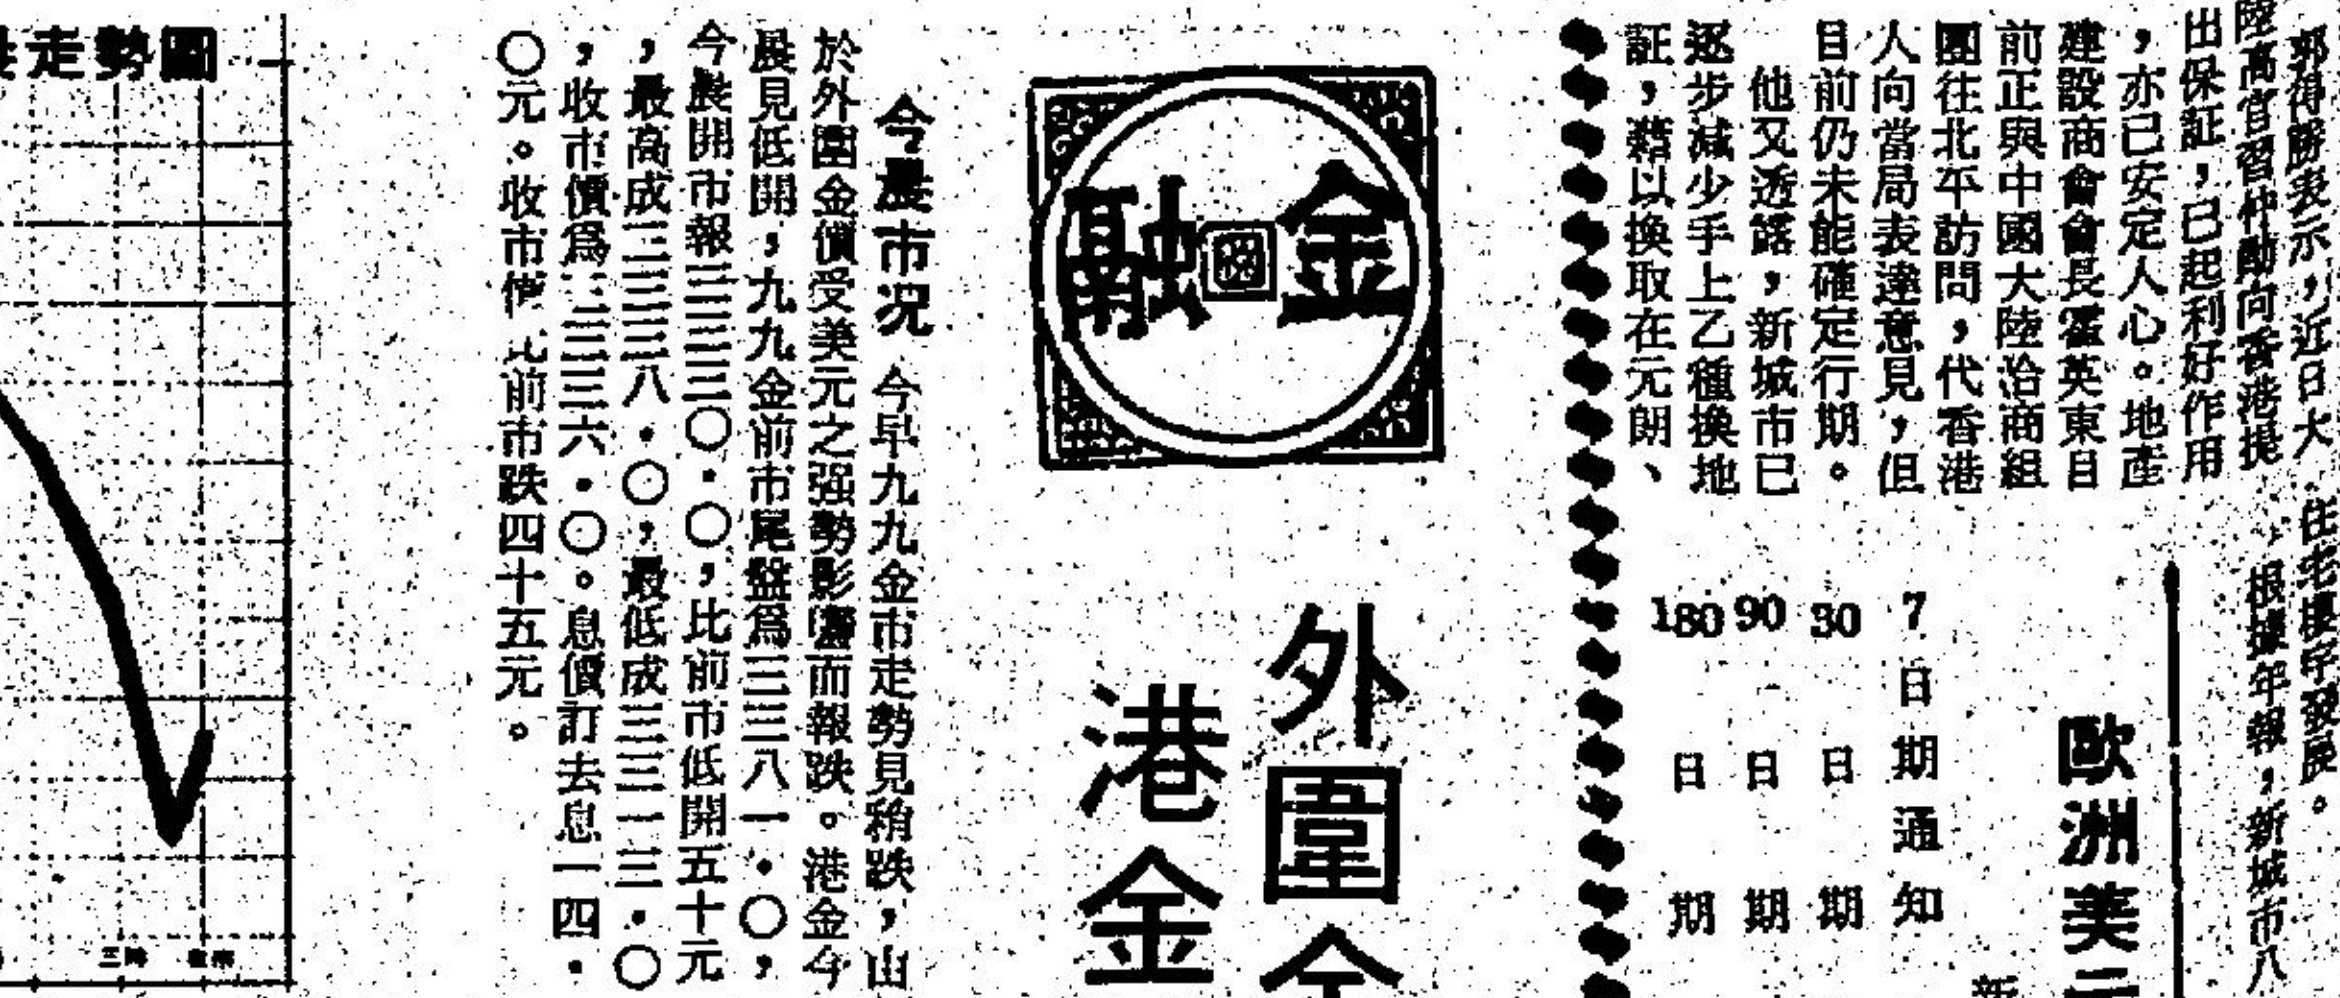 郭得勝表示，近日大
陸高官習仲勛向香港提
出保証，已起利好作用
，亦已安定人心。地產
建設商會會長霍英東目
前正與中國大陸洽商組
團往北平訪問，代香港
人向當局表達意見，但
目前仍未能確定行期。
他又透露，新城市已
逐步減少手上乙種換地
証，藉以換取在元朗、
住宅樓宇發展。
根據年報，新城市八
歐洲美元
新
7日期通知
30日期
90日期
180日期
金融圈
外圍金
港金
今晨市況 今早九九金市走勢見稍跌，由
於外圍金價受美元之强勢影響而報跌。港金今
晨見低開，九九金前市尾盤爲三三八一・〇，
今晨開市報三三三〇・〇，比前市低開五十元
，最高成三三三八・〇，最低成三三一三・〇
，收市價爲三三三六・〇。息價訂去息一四・
〇元。收市價比前市跌四十五元。
走勢圖
三時